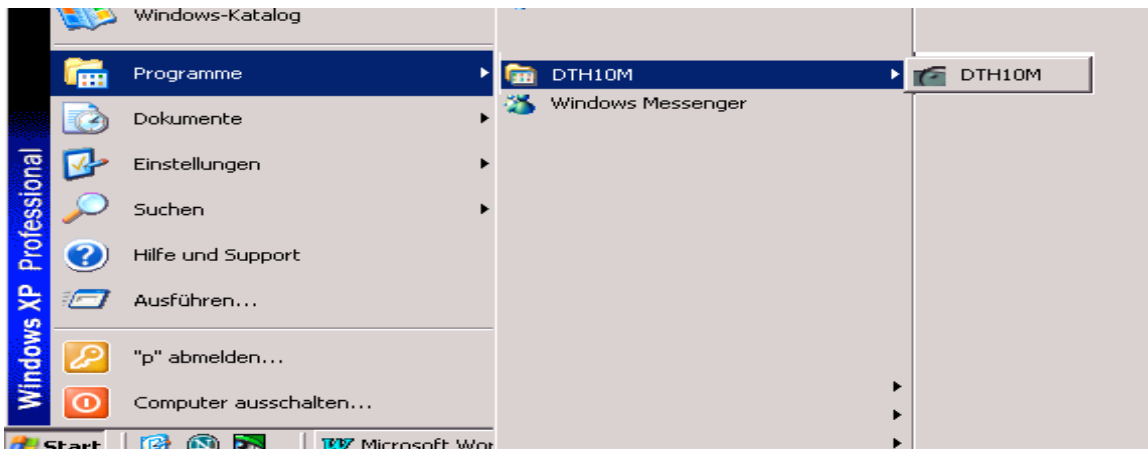 Windows-Katalog
Programme
Dokumente
Einstellungen
Suchen
Hilfe und Support
Ausführen...
"p" abmelden...
Computer ausschalten...
Windows XP Professional
DTH10M
Windows Messenger
DTH10M
Start
Microsoft Wor